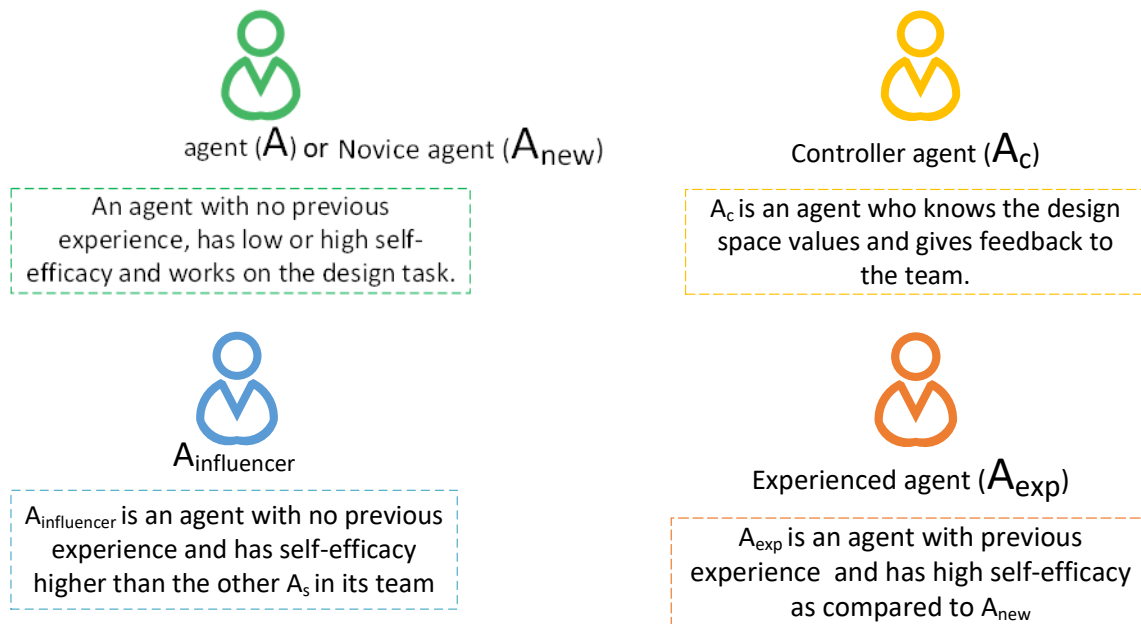 agent (A) or Novice agent (Anew)
An agent with no previous
experience, has low or high self-
efficacy and works on the design task.
Controller agent (Ac)
Ac is an agent who knows the design
space values and gives feedback to
the team.
Ainfluencer
Ainfluencer is an agent with no previous
experience and has self-efficacy
higher than the other As in its team
Experienced agent (Aexp)
Aexp is an agent with previous
experience and has high self-efficacy
as compared to Anew